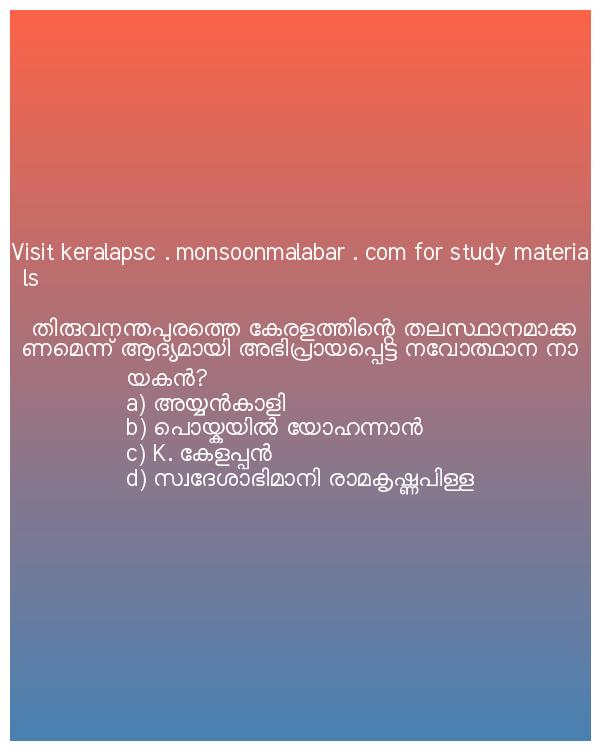 Visit keralapsc . monsoonmalabar . com for study materia
ls
തിരുവനന്തപുരത്തെ കേരളത്തിന്റെ തലസ്ഥാനമാക്ക
ണമെന്ന് ആദ്യമായി അഭിപ്രായപ്പെട്ട നവോത്ഥാന നാ
യകൻ?
a) അയ്യൻകാളി
b) പൊയ്കയിൽ യോഹന്നാൻ
c) K. കേളപ്പൻ
d) സ്വദേശാഭിമാനി രാമകൃഷ്ണപിള്ള